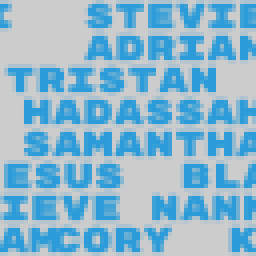 I STEVIE
ADRIAN
TRISTAN
HADASSAH
SAMANTHA
ESUS BLA
IEVE NANN
AMCORY K